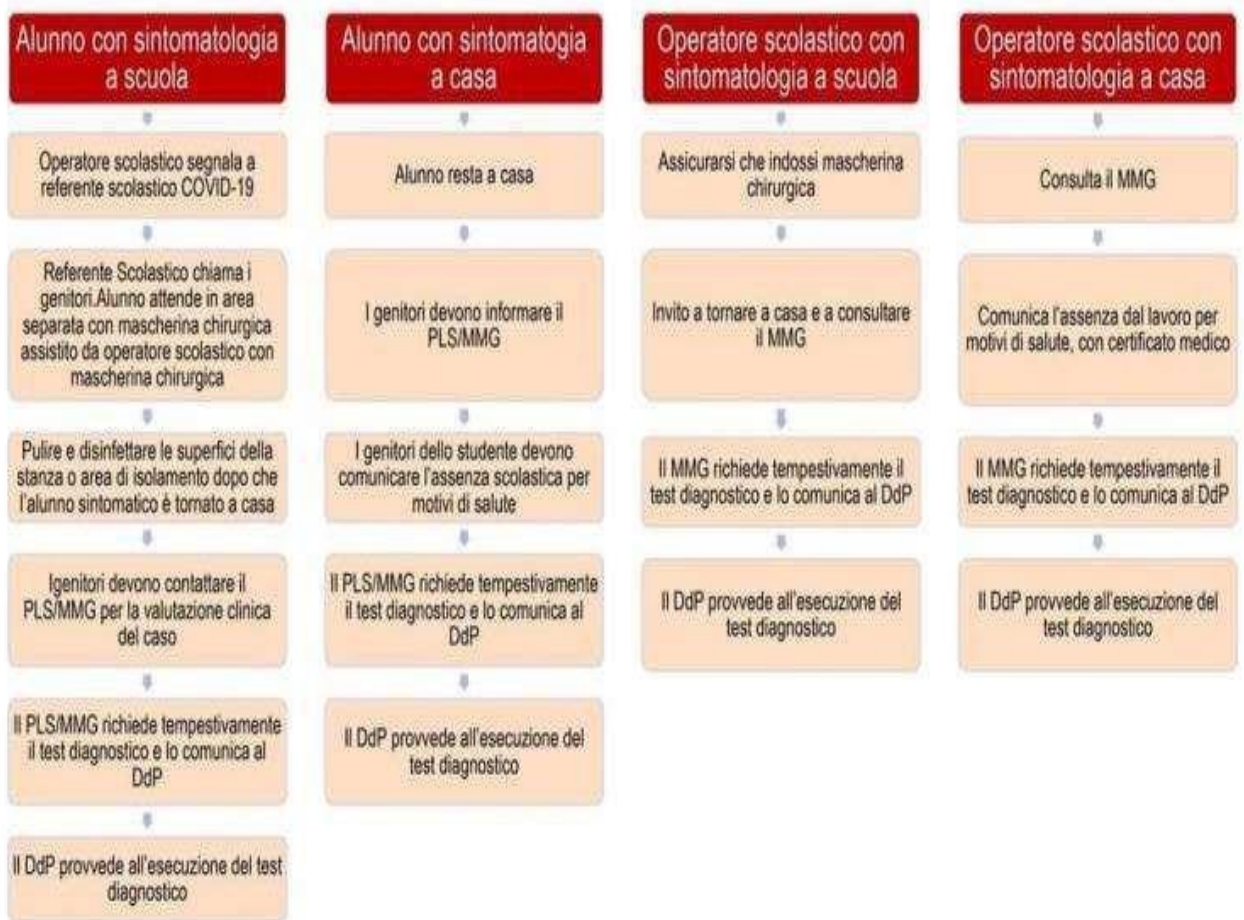 Alunno con sintomatologia
a scuola
Operatore scolastico segnala a
referente scolastico COVID-19
Referente Scolastico chiama i
genitori.Alunno attende in area
separata con mascherina chirurgica
assistito da operatore scolastico con
mascherina chirurgica
Pulire e disinfettare le superfici della
stanza o area di isolamento dopo che
l'alunno sintomatico è tornato a casa
Igenitori devono contattare il
PLS/MMG per la valutazione clinica
del caso
Il PLS/MMG richiede tempestivamente
il test diagnostico e lo comunica al
DdP
Il DdP provvede all'esecuzione del test
diagnostico
Alunno con sintomatogia
a casa
Alunno resta a casa
I genitori devono informare il
PLS/MMG
I genitori dello studente devono
comunicare l'assenza scolastica per
motivi di salute
Il PLS/MMG richiede tempestivamente
il test diagnostico e lo comunica al
DdP
Il DdP provvede all'esecuzione del
test diagnostico
Operatore scolastico con
sintomatologia a scuola
Assicurarsi che indossi mascherina
chirurgica
Invito a tornare a casa e a consultare
il MMG
Il MMG richiede tempestivamente il
test diagnostico e lo comunica al DdP
Il DdP provvede all'esecuzione del
test diagnostico
Operatore scolastico con
sintomatologia a casa
Consulta il MMG
Comunica l'assenza dal lavoro per
motivi di salute, con certificato medico
Il MMG richiede tempestivamente il
test diagnostico e lo comunica al DdP
Il DdP provvede all'esecuzione del
test diagnostico